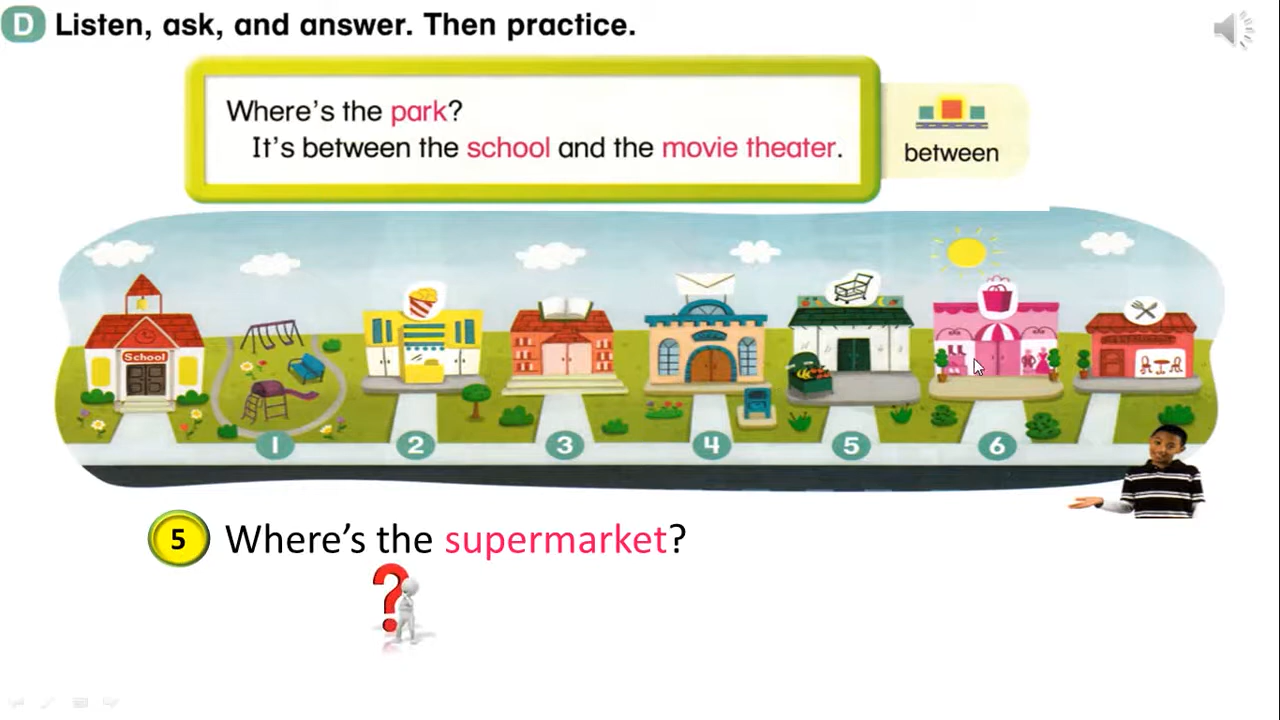 D Listen, ask, and answer. Then practice.
Where's the park?
It's between the school and the movie theater.
between
School
1 2 3 4 5 6
5 Where's the supermarket?
?